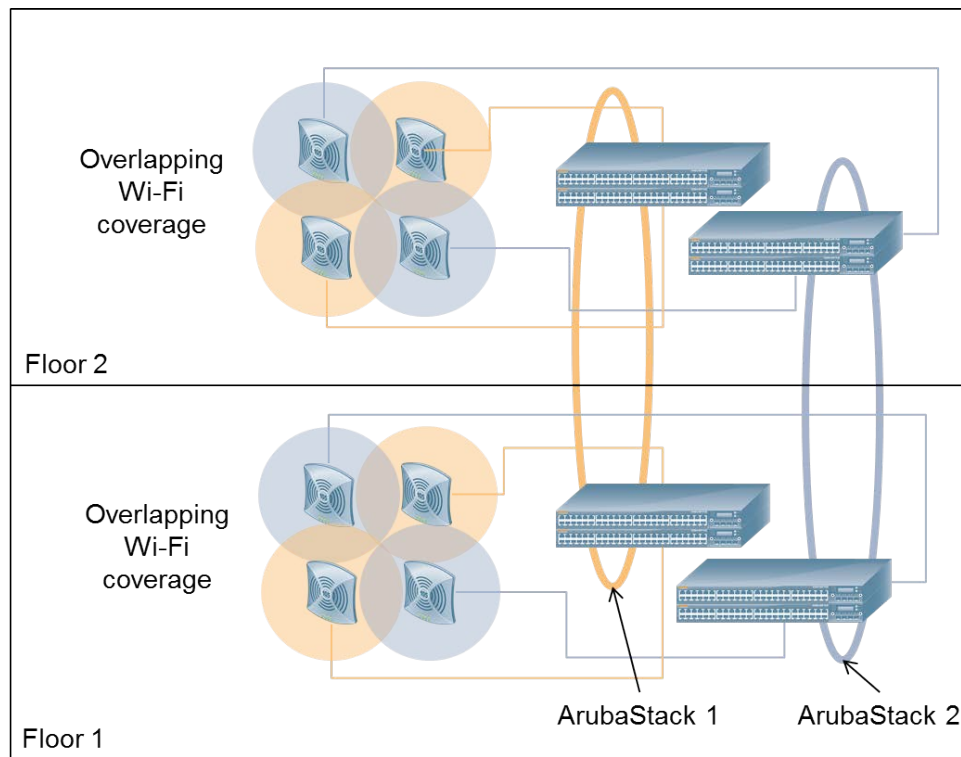 Overlapping
Wi-Fi
coverage
Floor 2
Overlapping
Wi-Fi
coverage
ArubaStack 1
ArubaStack 2
Floor 1